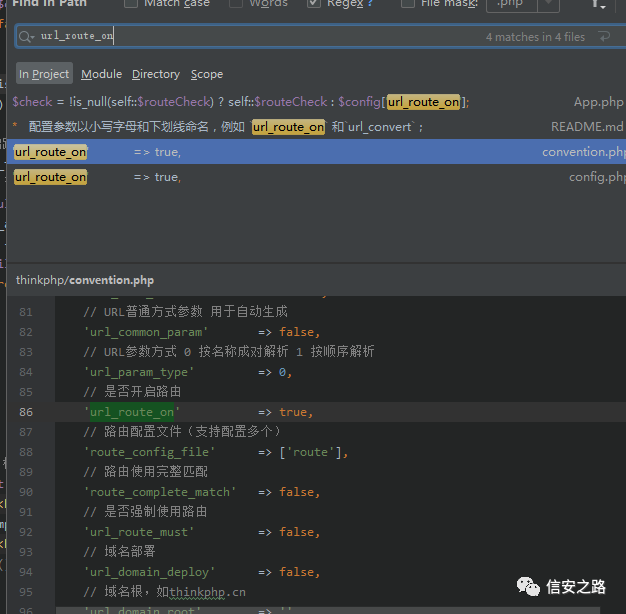 Find in Path Match case Words Regex ? File mask: .php
url_route_on 4 matches in 4 files
In Project Module Directory Scope
$check = !is_null(self::$routeCheck) ? self::$routeCheck : $config['url_route_on']; App.php
* 配置参数以小写字母和下划线命名，例如 `url_route_on` 和`url_convert`； README.md
'url_route_on' => true, convention.php
'url_route_on' => true, config.php
thinkphp/convention.php
81 // URL普通方式参数 用于自动生成
82 'url_common_param' => false,
83 // URL参数方式 0 按名称成对解析 1 按顺序解析
84 'url_param_type' => 0,
85 // 是否开启路由
86 'url_route_on' => true,
87 // 路由配置文件（支持配置多个）
88 'route_config_file' => ['route'],
89 // 路由使用完整匹配
90 'route_complete_match' => false,
91 // 是否强制使用路由
92 'url_route_must' => false,
93 // 域名部署
94 'url_domain_deploy' => false,
95 // 域名根，如thinkphp.cn
96 'url_domain_root' => ''
信安之路